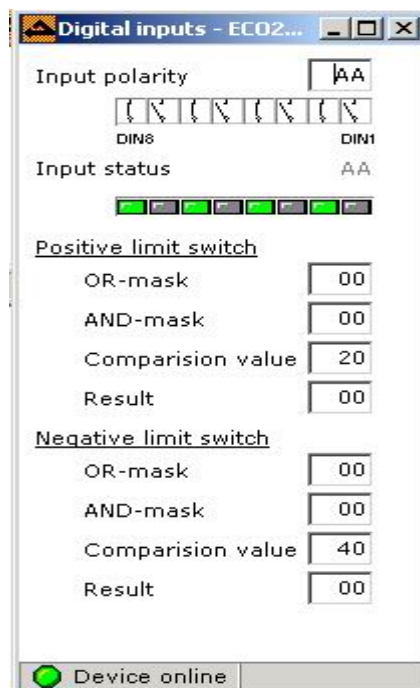 Digital inputs - ECO2...
Input polarity AA
DIN8 DIN1
Input status AA
Positive limit switch
OR-mask 00
AND-mask 00
Comparision value 20
Result 00
Negative limit switch
OR-mask 00
AND-mask 00
Comparision value 40
Result 00
Device online